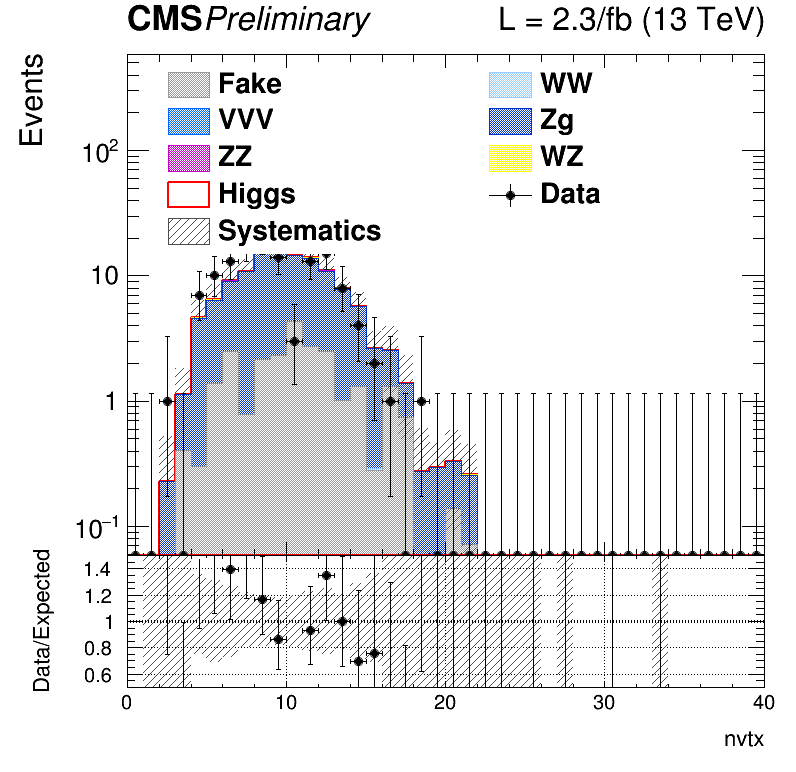 CMS Preliminary L = 2.3/fb (13 TeV)
Events
Fake WW
VVV Zg
ZZ WZ
Higgs Data
Systematics
10²
10
1
10⁻¹
Data/Expected
1.4
1.2
1
0.8
0.6
0 10 20 30 40
nvtx